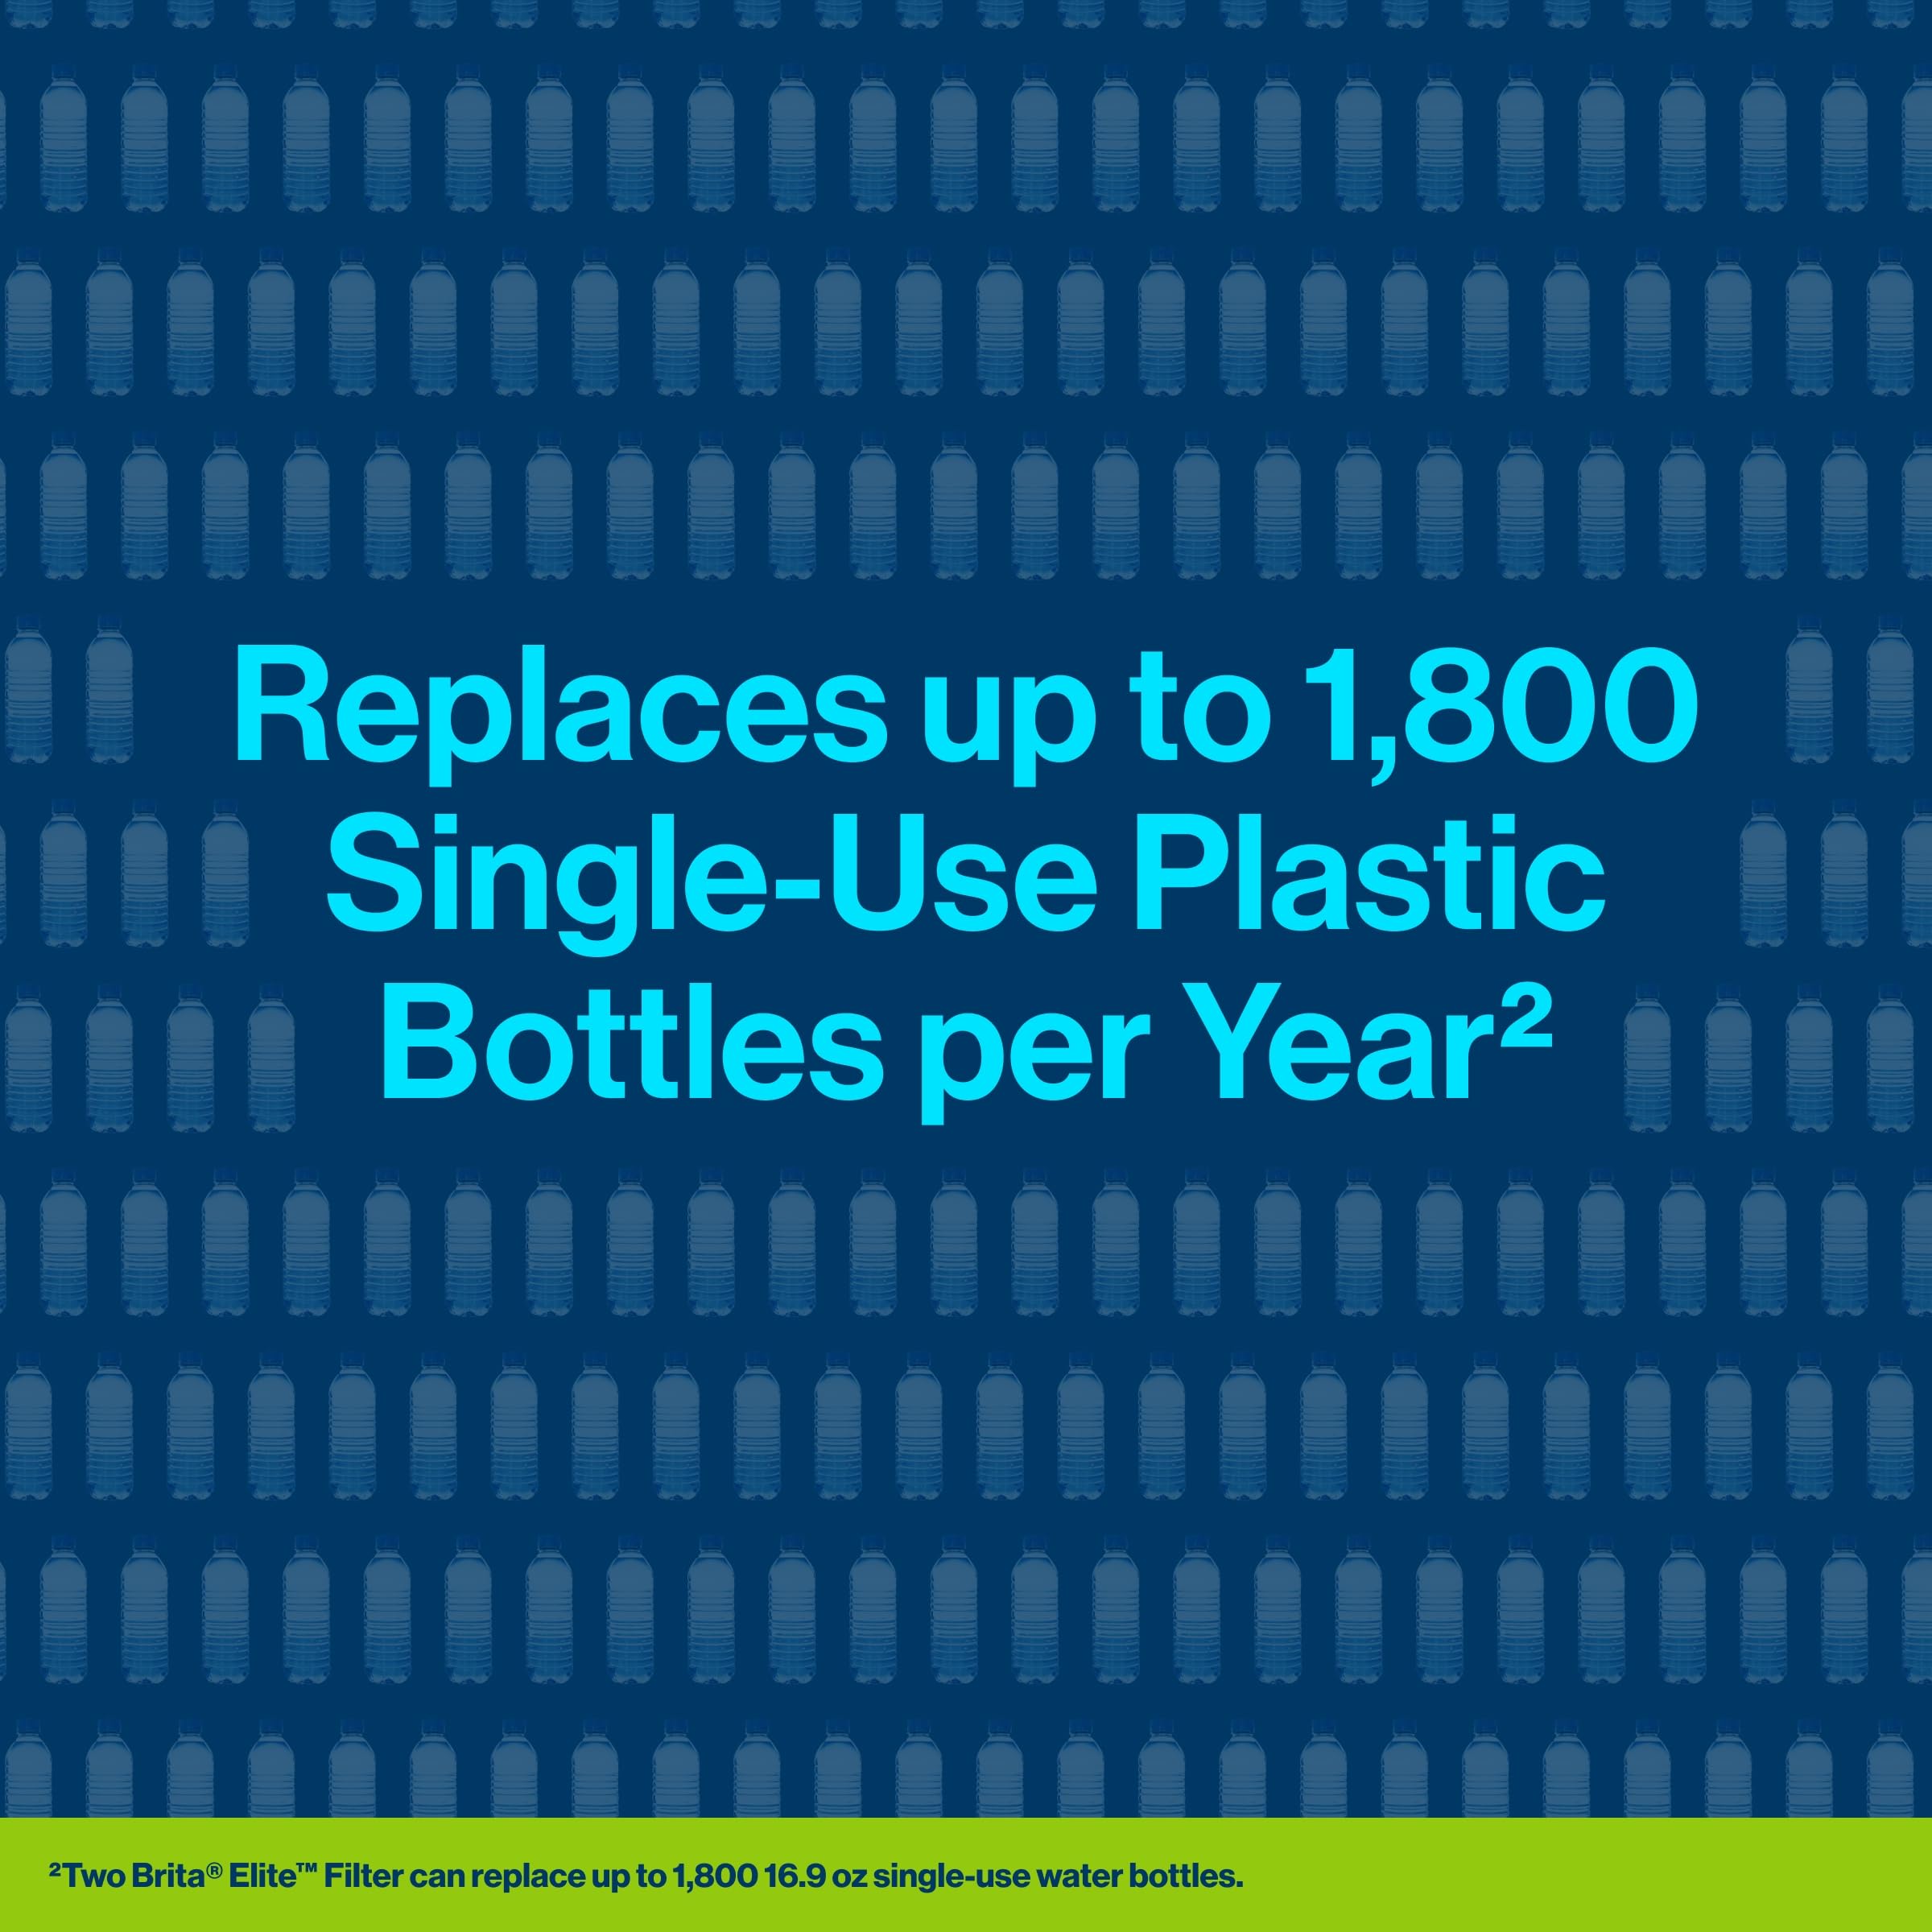 Replaces up to 1,800
Single-Use Plastic
Bottles per Year²
²Two Brita® Elite™ Filter can replace up to 1,800 16.9 oz single-use water bottles.